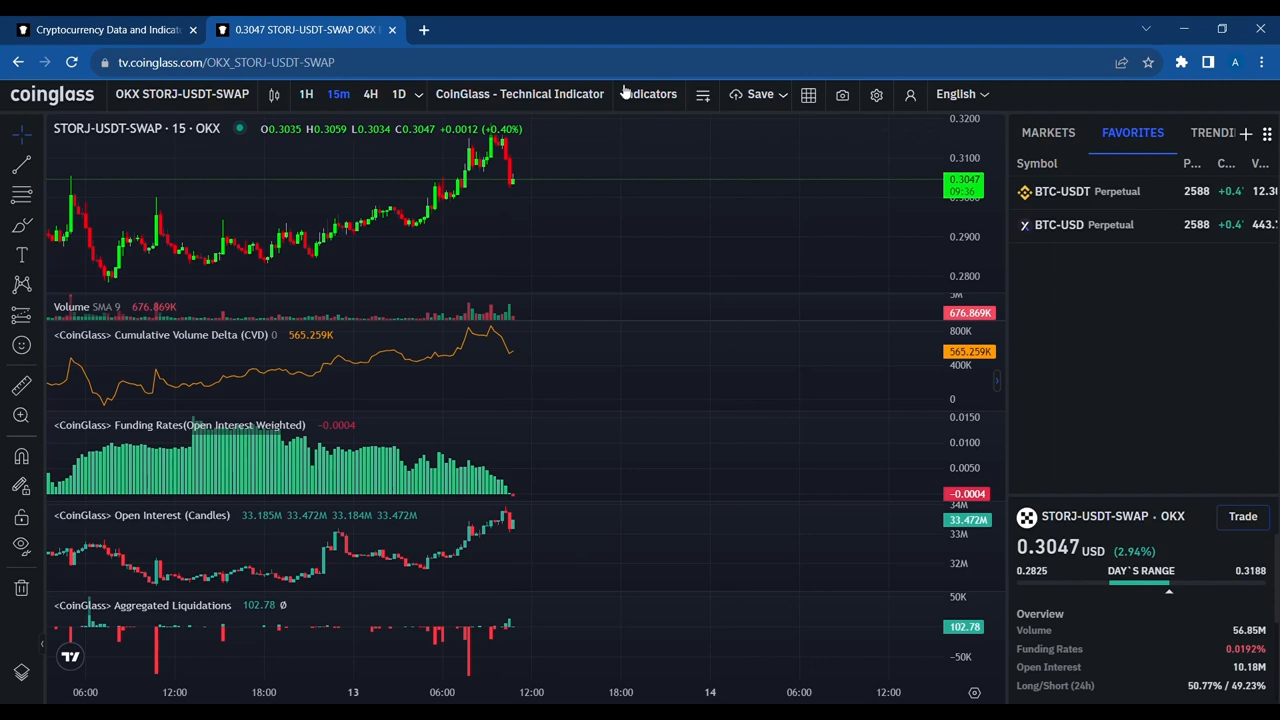 Cryptocurrency Data and Indicat
0.3047 STORJ-USDT-SWAP OKX
tv.coinglass.com/OKX_STORJ-USDT-SWAP
A
coinglass OKX STORJ-USDT-SWAP 1H 15m 4H 1D CoinGlass - Technical Indicator Indicators Save English
STORJ-USDT-SWAP · 15 · OKX O0.3035 H0.3059 L0.3034 C0.3047 +0.0012 (+0.40%)
0.3200
0.3100
0.3047
09:36
0.3000
0.2900
0.2800
Volume SMA 9 676.869K
5M
676.869K
<CoinGlass> Cumulative Volume Delta (CVD) 0 565.259K
800K
565.259K
400K
0
<CoinGlass> Funding Rates(Open Interest Weighted) −0.0004
0.0150
0.0100
0.0050
−0.0004
<CoinGlass> Open Interest (Candles) 33.185M 33.472M 33.184M 33.472M
34M
33.472M
33M
32M
<CoinGlass> Aggregated Liquidations 102.78 Ø
50K
102.78
−50K
06:00 12:00 18:00 13 06:00 12:00 18:00 14 06:00 12:00
MARKETS FAVORITES TRENDI
Symbol P... C... V...
BTC-USDT Perpetual 2588 +0.4 12.3
BTC-USD Perpetual 2588 +0.4 443.
STORJ-USDT-SWAP · OKX Trade
0.3047 USD (2.94%)
0.2825 DAY`S RANGE 0.3188
Overview
Volume 56.85M
Funding Rates 0.0192%
Open Interest 10.18M
Long/Short (24h) 50.77% / 49.23%